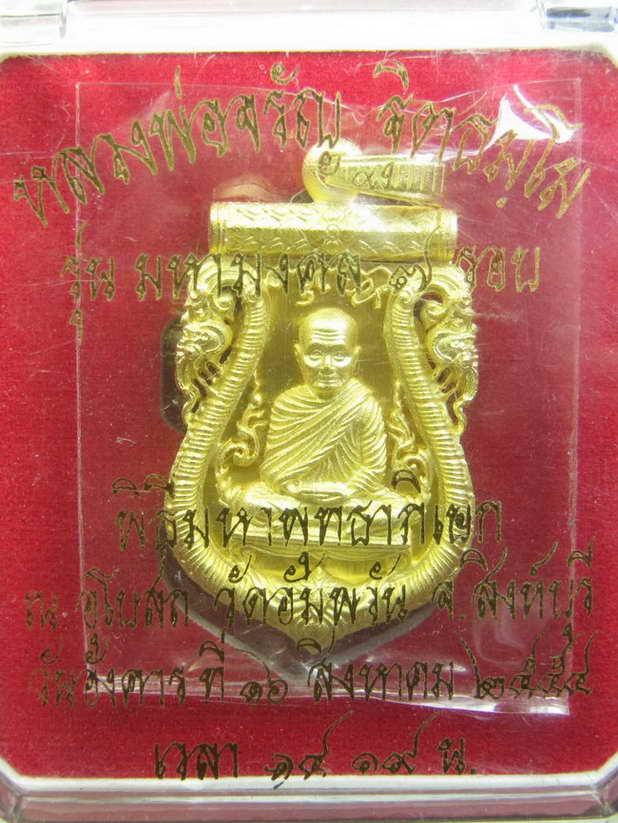 หลวงพ่อจรัญ ฐิตธมฺโม
รุ่น มหามงคล ๗ รอบ
พิธีมหาพุทธาภิเษก
ณ อุโบสถ วัดอัมพวัน จ.สิงห์บุรี
วันอังคารที่ ๑๖ สิงหาคม ๒๕๕๔
เวลา ๑๙.๑๙ น.